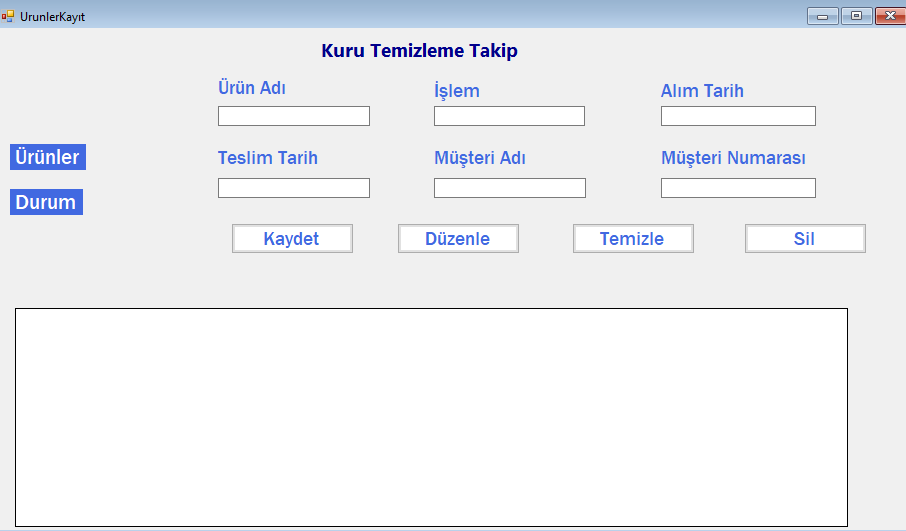 UrunlerKayıt
Kuru Temizleme Takip
Ürün Adı İşlem Alım Tarih
Ürünler
Teslim Tarih Müşteri Adı Müşteri Numarası
Durum
Kaydet Düzenle Temizle Sil